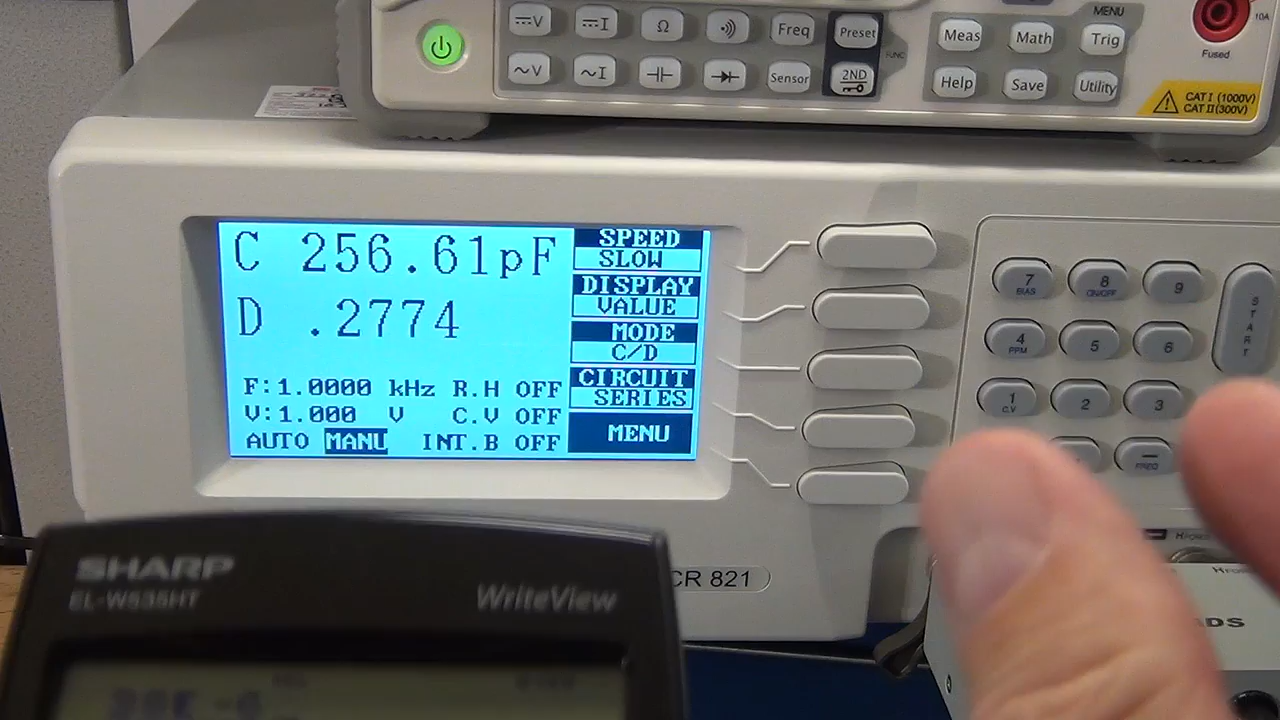 ⎓V ⎓I Ω Freq Preset
~V ~I Sensor 2ND
FUNC
MENU
Meas Math Trig
Help Save Utility
10A
Fused
CAT I (1000V)
CAT II (300V)
C 256.61pF
D .2774
F:1.0000 kHz R.H OFF
V:1.000 V C.V OFF
AUTO MANU INT.B OFF
SPEED
SLOW
DISPLAY
VALUE
MODE
C/D
CIRCUIT
SERIES
MENU
7 8 9
BIAS ON/OFF
4 5 6
PPM
1 2 3
C.V
–
FREQ
START
CR 821
SHARP
EL-W535HT
WriteView